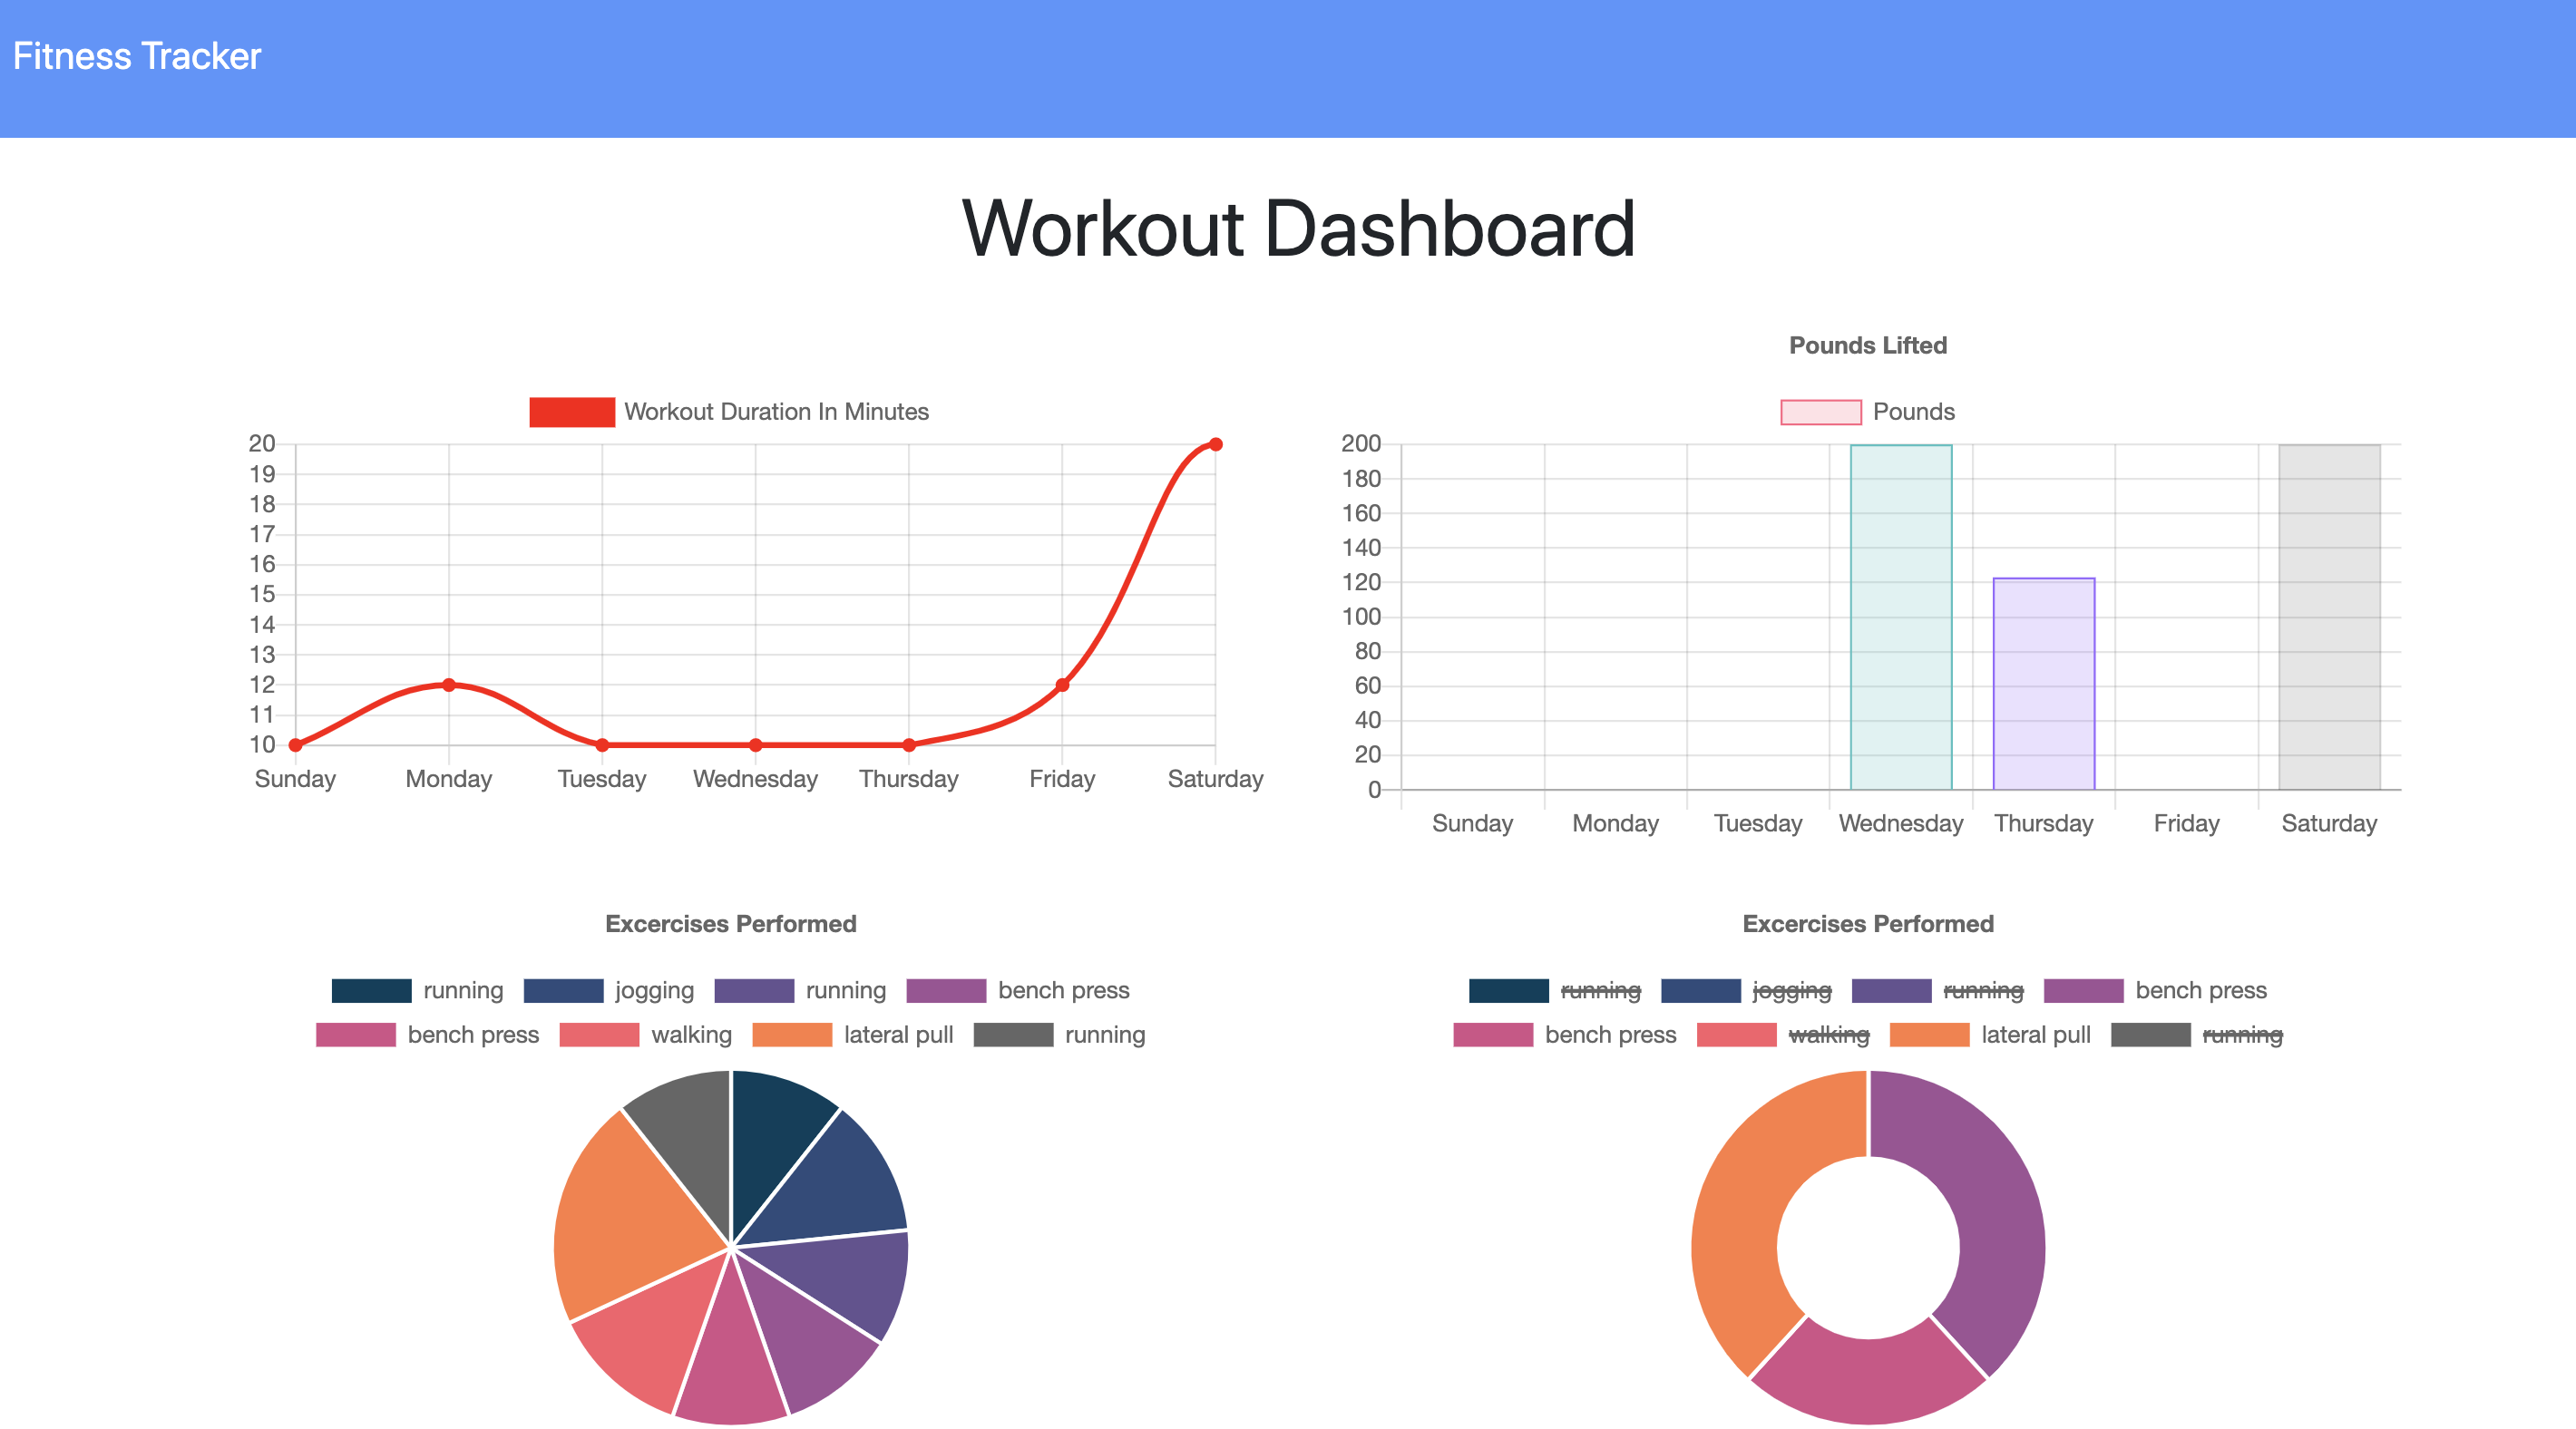 Fitness Tracker
Workout Dashboard
Workout Duration In Minutes
20
19
18
17
16
15
14
13
12
11
10
Sunday Monday Tuesday Wednesday Thursday Friday Saturday
Pounds Lifted
Pounds
200
180
160
140
120
100
80
60
40
20
0
Sunday Monday Tuesday Wednesday Thursday Friday Saturday
Excercises Performed
running jogging running bench press
bench press walking lateral pull running
Excercises Performed
running jogging running bench press
bench press walking lateral pull running